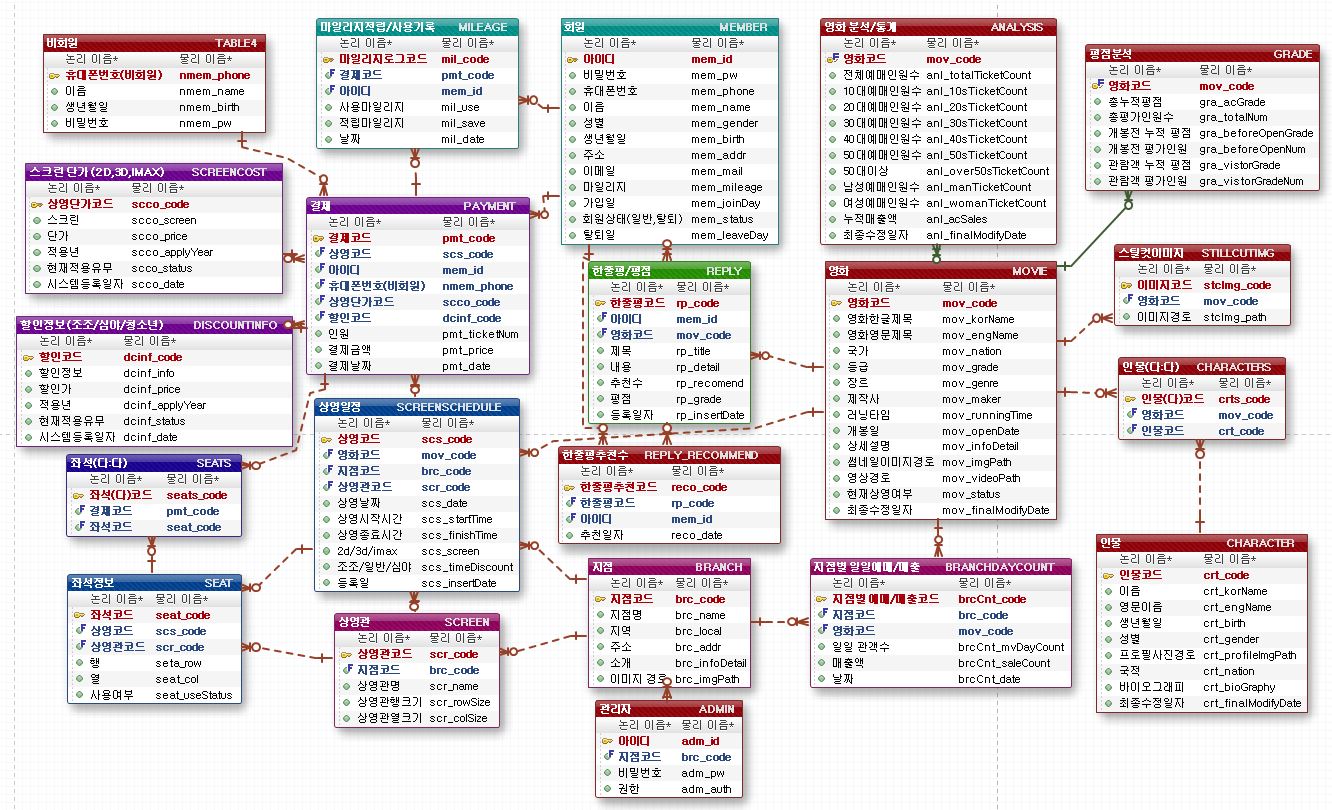 비회원 TABLE4
논리 이름* 물리 이름*
휴대폰번호(비회원) nmem_phone
이름 nmem_name
생년월일 nmem_birth
비밀번호 nmem_pw
마일리지적립/사용기록 MILEAGE
논리 이름* 물리 이름*
마일리지로그코드 mil_code
결제코드 pmt_code
아이디 mem_id
사용마일리지 mil_use
적립마일리지 mil_save
날짜 mil_date
회원 MEMBER
논리 이름* 물리 이름*
아이디 mem_id
비밀번호 mem_pw
휴대폰번호 mem_phone
이름 mem_name
성별 mem_gender
생년월일 mem_birth
주소 mem_addr
이메일 mem_mail
마일리지 mem_mileage
가입일 mem_joinDay
회원상태(일반,탈퇴) mem_status
탈퇴일 mem_leaveDay
영화 분석/통계 ANALYSIS
논리 이름* 물리 이름*
영화코드 mov_code
전체예매인원수 anl_totalTicketCount
10대예매인원수 anl_10sTicketCount
20대예매인원수 anl_20sTicketCount
30대예매인원수 anl_30sTicketCount
40대예매인원수 anl_40sTicketCount
50대예매인원수 anl_50sTicketCount
50대이상 anl_over50sTicketCount
남성예매인원수 anl_manTicketCount
여성예매인원수 anl_womanTicketCount
누적매출액 anl_acSales
최종수정일자 anl_finalModifyDate
평점분석 GRADE
논리 이름* 물리 이름*
영화코드 mov_code
총누적평점 gra_acGrade
총평가인원수 gra_totalNum
개봉전 누적 평점 gra_beforeOpenGrade
개봉전 평가인원 gra_beforeOpenNum
관람객 누적 평점 gra_vistorGrade
관람객 평가인원 gra_vistorGradeNum
스크린 단가 (2D,3D,IMAX) SCREENCOST
논리 이름* 물리 이름*
상영단가코드 scco_code
스크린 scco_screen
단가 scco_price
적용년 scco_applyYear
현재적용유무 scco_status
시스템등록일자 scco_date
결제 PAYMENT
논리 이름* 물리 이름*
결제코드 pmt_code
상영코드 scs_code
아이디 mem_id
휴대폰번호(비회원) nmem_phone
상영단가코드 scco_code
할인코드 dcinf_code
인원 pmt_ticketNum
결제금액 pmt_price
결제날짜 pmt_date
한줄평/평점 REPLY
논리 이름* 물리 이름*
한줄평코드 rp_code
아이디 mem_id
영화코드 mov_code
제목 rp_title
내용 rp_detail
추천수 rp_recomend
평점 rp_grade
등록일자 rp_insertDate
영화 MOVIE
논리 이름* 물리 이름*
영화코드 mov_code
영화한글제목 mov_korName
영화영문제목 mov_engName
국가 mov_nation
등급 mov_grade
장르 mov_genre
제작사 mov_maker
러닝타임 mov_runningTime
개봉일 mov_openDate
상세설명 mov_infoDetail
썸네일이미지경로 mov_imgPath
영상경로 mov_videoPath
현재상영여부 mov_status
최종수정일자 mov_finalModifyDate
스틸컷이미지 STILLCUTIMG
논리 이름* 물리 이름*
이미지코드 stcImg_code
영화코드 mov_code
이미지경로 stcImg_path
할인정보(조조/심야/청소년) DISCOUNTINFO
논리 이름* 물리 이름*
할인코드 dcinf_code
할인정보 dcinf_info
할인가 dcinf_price
적용년 dcinf_applyYear
현재적용유무 dcinf_status
시스템등록일자 dcinf_date
인물(다:다) CHARACTERS
논리 이름* 물리 이름*
인물(다)코드 crts_code
영화코드 mov_code
인물코드 crt_code
상영일정 SCREENSCHEDULE
논리 이름* 물리 이름*
상영코드 scs_code
영화코드 mov_code
지점코드 brc_code
상영관코드 scr_code
상영날짜 scs_date
상영시작시간 scs_startTime
상영종료시간 scs_finishTime
2d/3d/imax scs_screen
조조/일반/심야 scs_timeDiscount
등록일 scs_insertDate
좌석(다:다) SEATS
논리 이름* 물리 이름*
좌석(다)코드 seats_code
결제코드 pmt_code
좌석코드 seat_code
한줄평추천수 REPLY_RECOMMEND
논리 이름* 물리 이름*
한줄평추천코드 reco_code
한줄평코드 rp_code
아이디 mem_id
추천일자 reco_date
좌석정보 SEAT
논리 이름* 물리 이름*
좌석코드 seat_code
상영코드 scs_code
상영관코드 scr_code
행 seta_row
열 seat_col
사용여부 seat_useStatus
상영관 SCREEN
논리 이름* 물리 이름*
상영관코드 scr_code
지점코드 brc_code
상영관명 scr_name
상영관행크기 scr_rowSize
상영관열크기 scr_colSize
지점 BRANCH
논리 이름* 물리 이름*
지점코드 brc_code
지점명 brc_name
지역 brc_local
주소 brc_addr
소개 brc_infoDetail
이미지 경로 brc_imgPath
지점별 일일예매/매출 BRANCHDAYCOUNT
논리 이름* 물리 이름*
지점별 예매/매출코드 brcCnt_code
지점코드 brc_code
영화코드 mov_code
일일 관객수 brcCnt_mvDayCount
매출액 brcCnt_saleCount
날짜 brcCnt_date
인물 CHARACTER
논리 이름* 물리 이름*
인물코드 crt_code
이름 crt_korName
영문이름 crt_engName
생년월일 crt_birth
성별 crt_gender
프로필사진경로 crt_profileImgPath
국적 crt_nation
바이오그래피 crt_bioGraphy
최종수정일자 crt_finalModifyDate
관리자 ADMIN
논리 이름* 물리 이름*
아이디 adm_id
지점코드 brc_code
비밀번호 adm_pw
권한 adm_auth